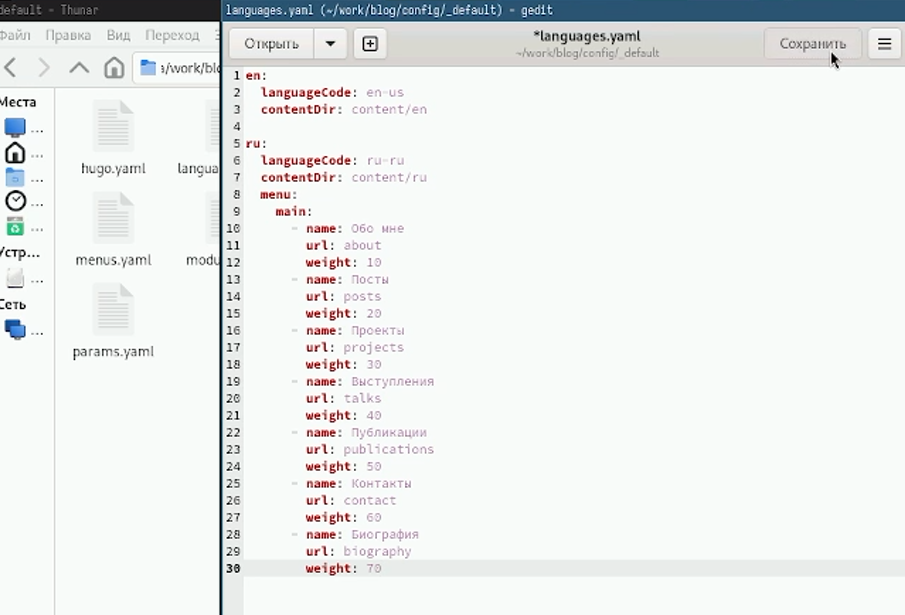 default - Thunar
languages.yaml (~/work/blog/config/_default) - gedit
Файл Правка Вид Переход
Открыть
*languages.yaml
~/work/blog/config/_default
Сохранить
Места
Устр...
Сеть
hugo.yaml
menus.yaml
params.yaml
1 en:
2 languageCode: en-us
3 contentDir: content/en
4
5 ru:
6 languageCode: ru-ru
7 contentDir: content/ru
8 menu:
9 main:
10 - name: Обо мне
11 url: about
12 weight: 10
13 - name: Посты
14 url: posts
15 weight: 20
16 - name: Проекты
17 url: projects
18 weight: 30
19 - name: Выступления
20 url: talks
21 weight: 40
22 - name: Публикации
23 url: publications
24 weight: 50
25 - name: Контакты
26 url: contact
27 weight: 60
28 - name: Биография
29 url: biography
30 weight: 70